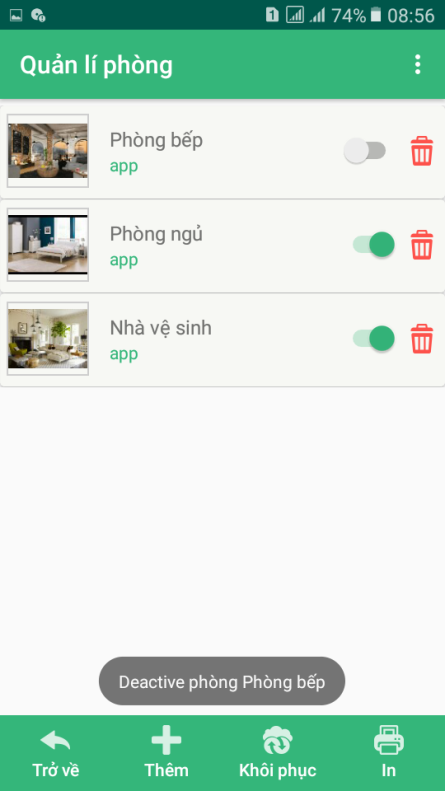 1 74% 08:56
Quản lí phòng
Phòng bếp
app
Phòng ngủ
app
Nhà vệ sinh
app
Deactive phòng Phòng bếp
Trở về Thêm Khôi phục In